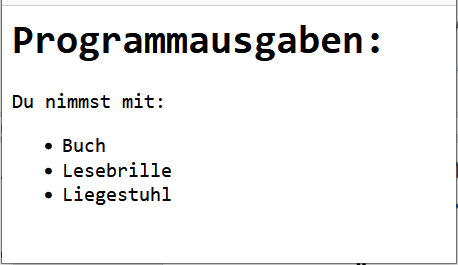 Programmausgaben:
Du nimmst mit:
• Buch
• Lesebrille
• Liegestuhl